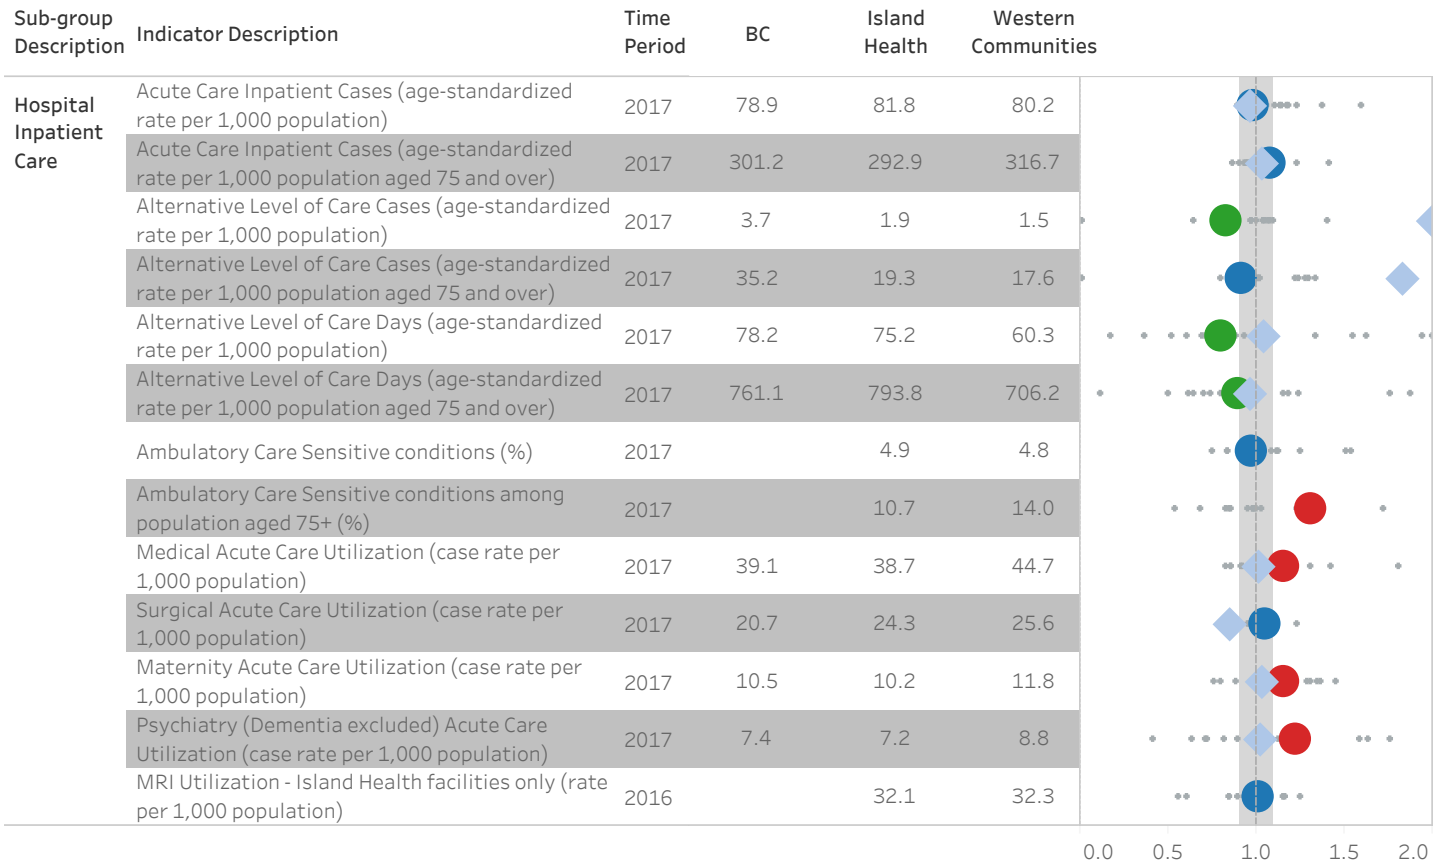 Sub-group
Description
Indicator Description
Time
Period
BC
Island
Health
Western
Communities
Hospital
Inpatient
Care
Acute Care Inpatient Cases (age-standardized
rate per 1,000 population)
2017
78.9
81.8
80.2
Acute Care Inpatient Cases (age-standardized
rate per 1,000 population aged 75 and over)
2017
301.2
292.9
316.7
Alternative Level of Care Cases (age-standardized
rate per 1,000 population)
2017
3.7
1.9
1.5
Alternative Level of Care Cases (age-standardized
rate per 1,000 population aged 75 and over)
2017
35.2
19.3
17.6
Alternative Level of Care Days (age-standardized
rate per 1,000 population)
2017
78.2
75.2
60.3
Alternative Level of Care Days (age-standardized
rate per 1,000 population aged 75 and over)
2017
761.1
793.8
706.2
Ambulatory Care Sensitive conditions (%)
2017
4.9
4.8
Ambulatory Care Sensitive conditions among
population aged 75+ (%)
2017
10.7
14.0
Medical Acute Care Utilization (case rate per
1,000 population)
2017
39.1
38.7
44.7
Surgical Acute Care Utilization (case rate per
1,000 population)
2017
20.7
24.3
25.6
Maternity Acute Care Utilization (case rate per
1,000 population)
2017
10.5
10.2
11.8
Psychiatry (Dementia excluded) Acute Care
Utilization (case rate per 1,000 population)
2017
7.4
7.2
8.8
MRI Utilization - Island Health facilities only (rate
per 1,000 population)
2016
32.1
32.3
0.0 0.5 1.0 1.5 2.0